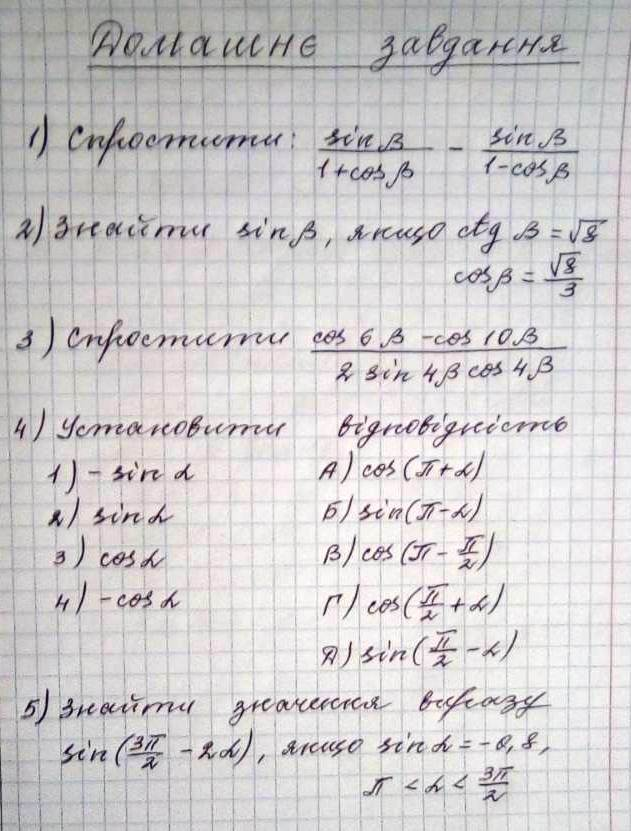 Домашнє завдання
1) Спростити: sin β / (1+cos β) - sin β / (1-cos β)
2) Знайти sin β, якщо ctg β = √8
cos β = √8/3
3) Спростити (cos 6β - cos 10β) / (2 sin 4β cos 4β)
4) Установити відповідність
1) - sin α А) cos(π+α)
2) sin α Б) sin(π-α)
3) cos α В) cos(π - π/2)
4) -cos α Г) cos(π/2 + α)
Д) sin(π/2 - α)
5) Знайти значення виразу
sin(3π/2 - 2α), якщо sin α = -0,8,
π < α < 3π/2